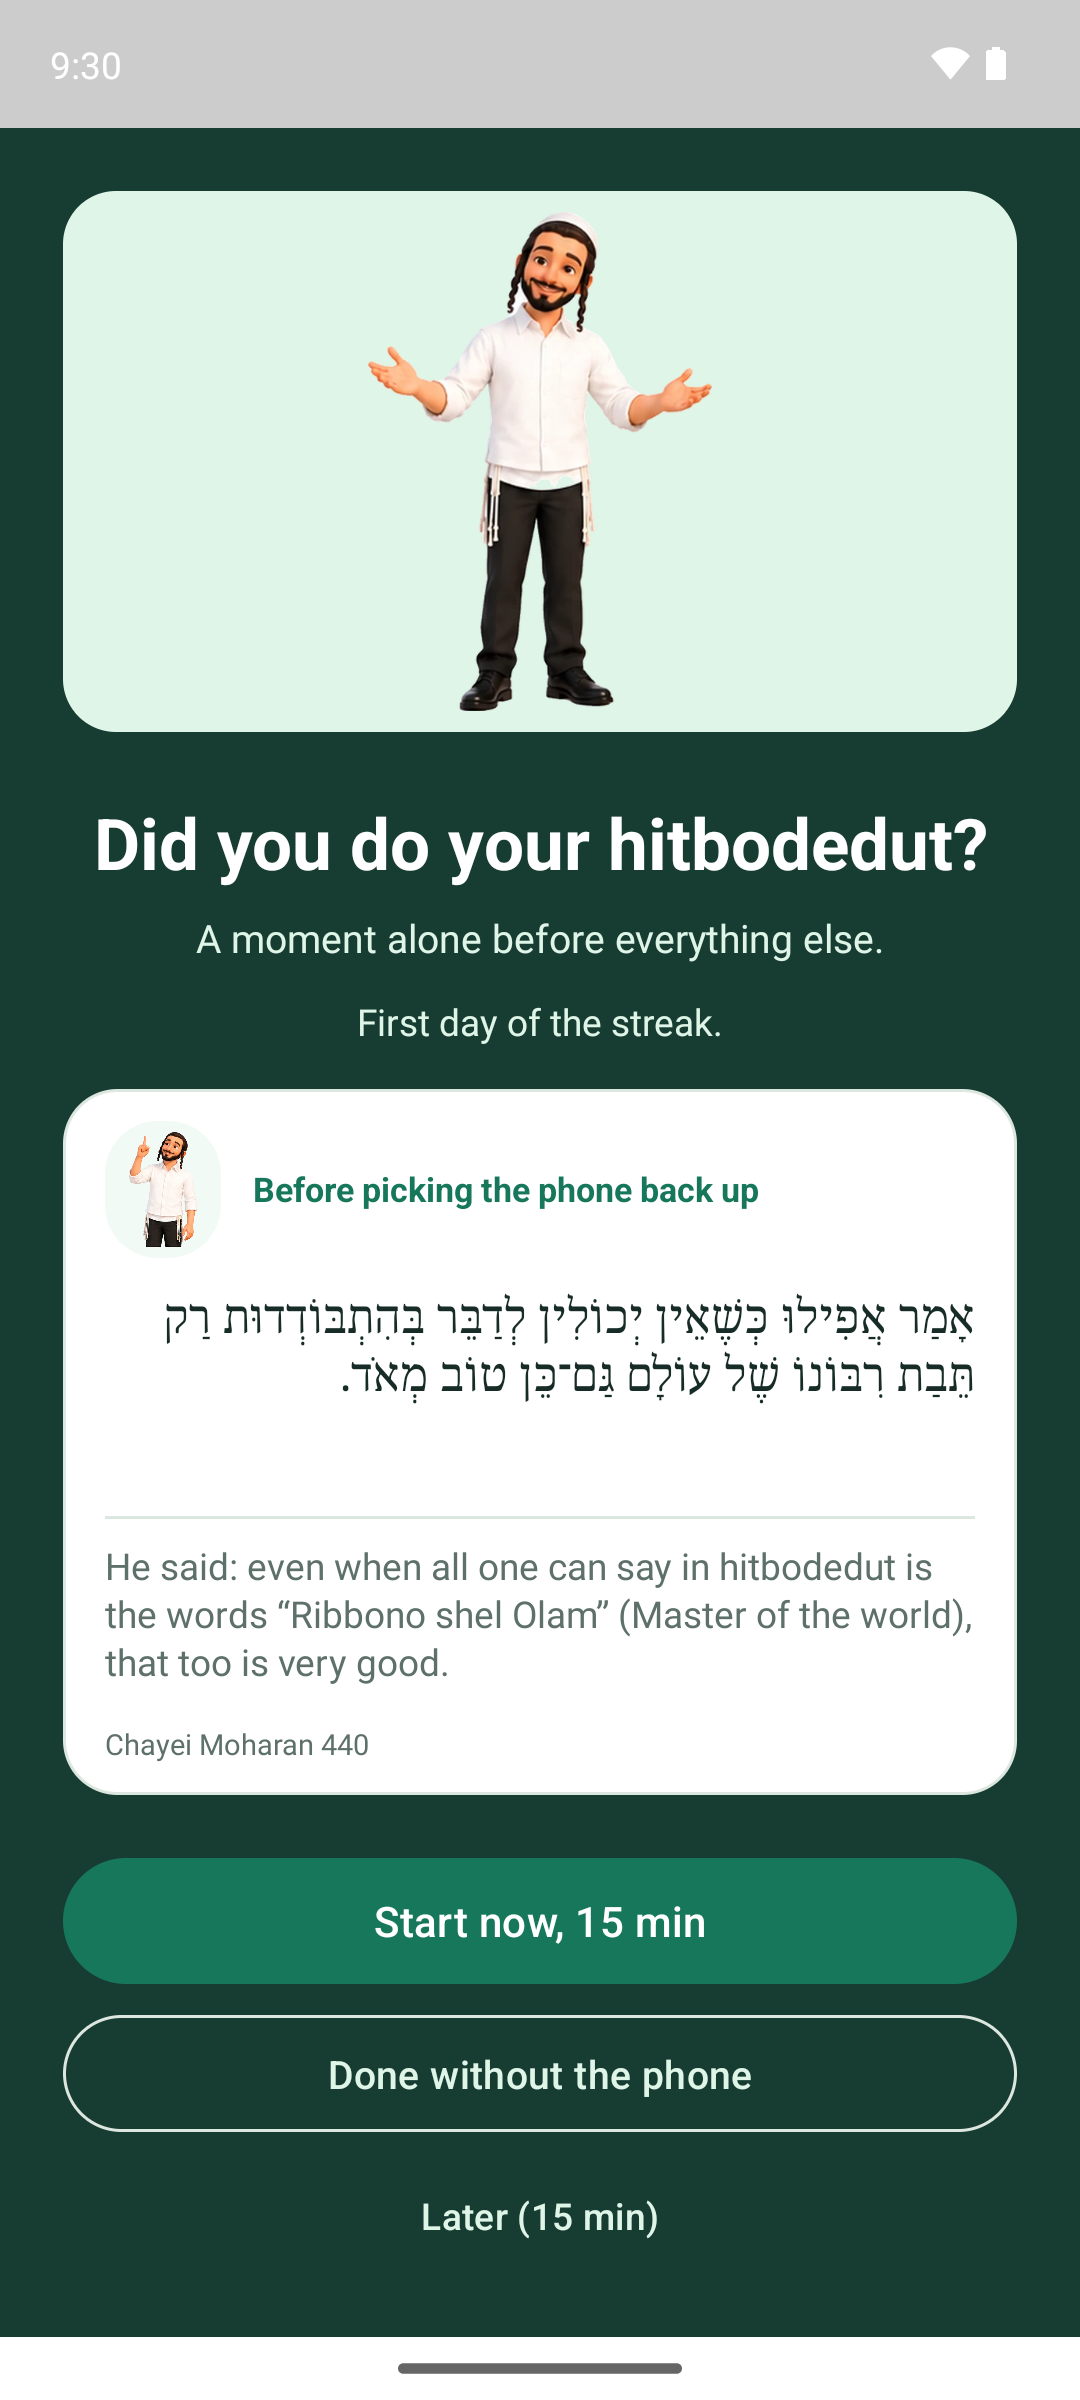 9:30
Did you do your hitbodedut?
A moment alone before everything else.
First day of the streak.
Before picking the phone back up
אָמַר אֲפִילוּ כְּשֶׁאֵין יְכוֹלִין לְדַבֵּר בְּהִתְבּוֹדְדוּת רַק
תֵּבַת רִבּוֹנוֹ שֶׁל עוֹלָם גַּם־כֵּן טוֹב מְאֹד.
He said: even when all one can say in hitbodedut is
the words “Ribbono shel Olam” (Master of the world),
that too is very good.
Chayei Moharan 440
Start now, 15 min
Done without the phone
Later (15 min)